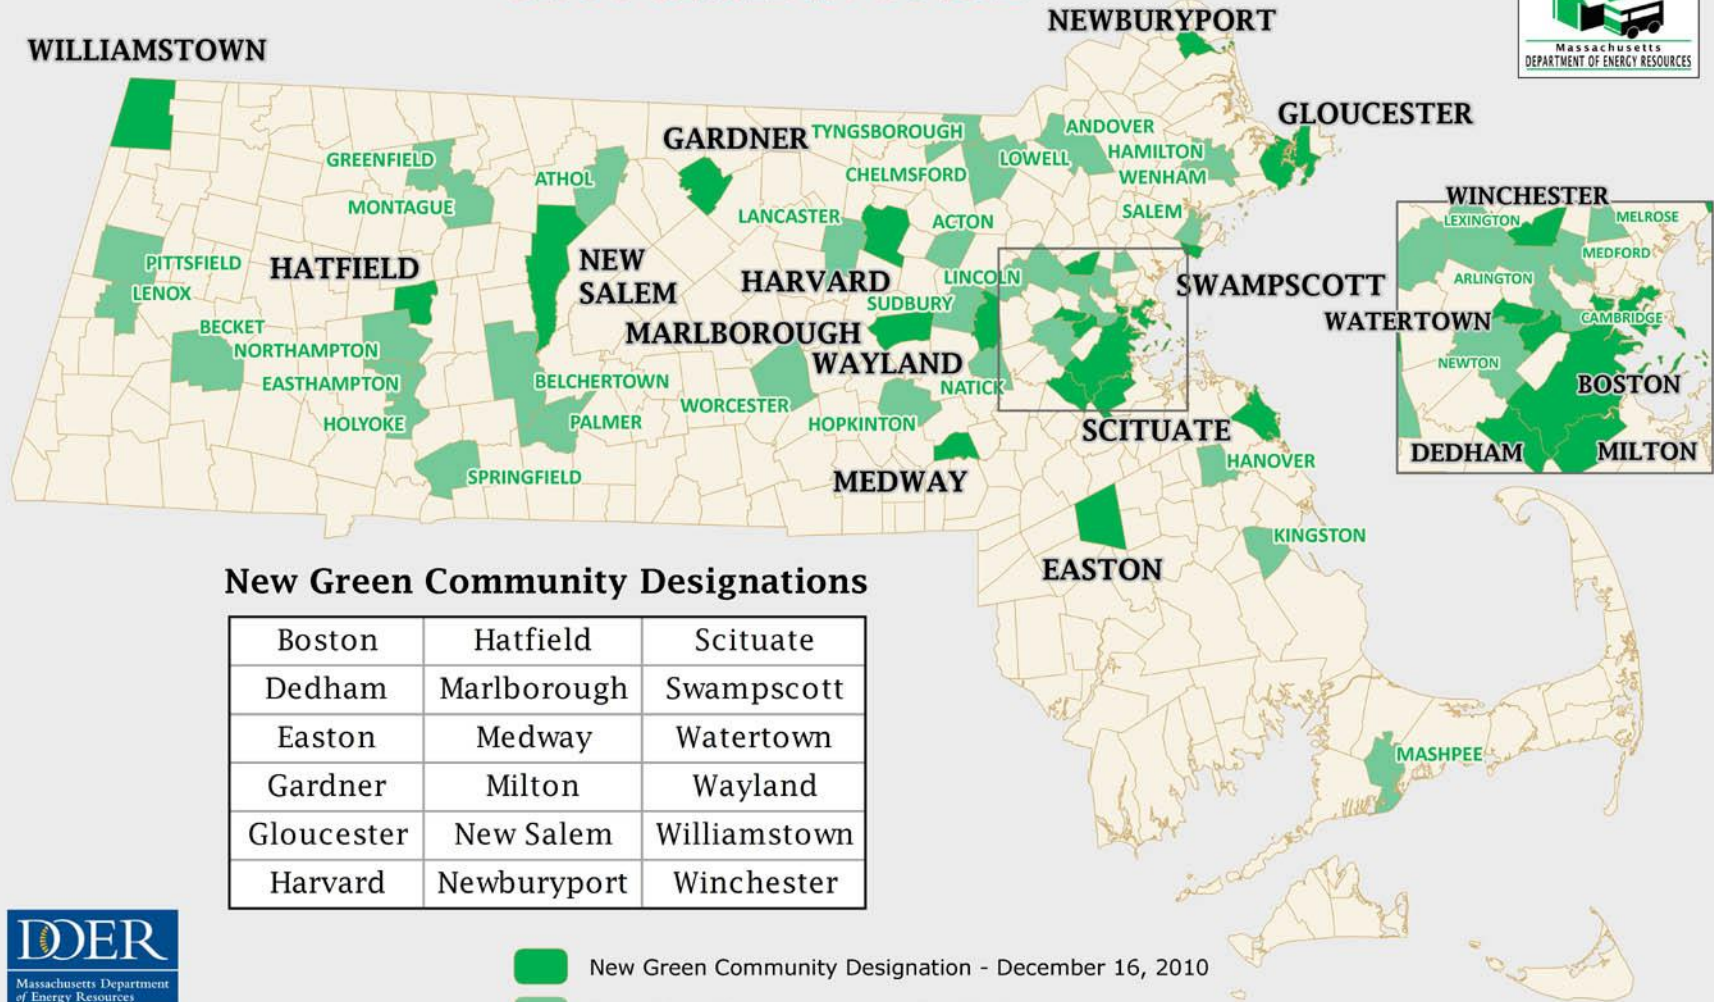 NEWBURYPORT
WILLIAMSTOWN
Massachusetts
DEPARTMENT OF ENERGY RESOURCES
GLOUCESTER
GARDNER
TYNGSBOROUGH
ANDOVER
GREENFIELD
LOWELL
HAMILTON
ATHOL
CHELMSFORD
WENHAM
MONTAGUE
LANCASTER
ACTON
SALEM
WINCHESTER
LEXINGTON
MELROSE
PITTSFIELD
HATFIELD
NEW
SALEM
HARVARD
LINCOLN
SWAMPSCOTT
MEDFORD
ARLINGTON
LENOX
SUDBURY
BECKET
MARLBOROUGH
WATERTOWN
CAMBRIDGE
NORTHAMPTON
WAYLAND
NEWTON
EASTHAMPTON
BELCHERTOWN
NATICK
BOSTON
WORCESTER
HOLYOKE
PALMER
HOPKINTON
SCITUATE
DEDHAM
MILTON
SPRINGFIELD
MEDWAY
HANOVER
KINGSTON
EASTON
MASHPEE
New Green Community Designations
Boston Hatfield Scituate
Dedham Marlborough Swampscott
Easton Medway Watertown
Gardner Milton Wayland
Gloucester New Salem Williamstown
Harvard Newburyport Winchester
DOER
Massachusetts Department
of Energy Resources
New Green Community Designation - December 16, 2010